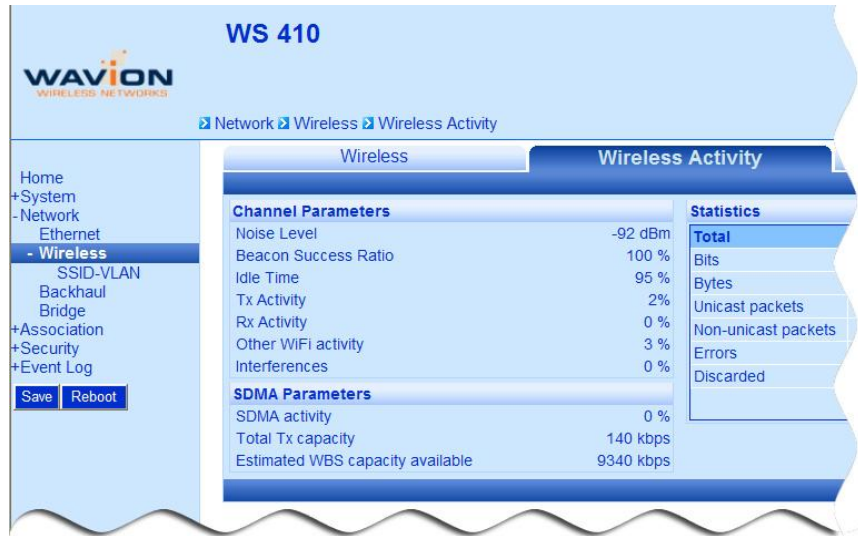 WS 410
WAVION
WIRELESS NETWORKS
Network Wireless Wireless Activity
Home
+System
-Network
Ethernet
- Wireless
SSID-VLAN
Backhaul
Bridge
+Association
+Security
+Event Log
Save Reboot
Wireless Wireless Activity
Channel Parameters
Noise Level -92 dBm
Beacon Success Ratio 100 %
Idle Time 95 %
Tx Activity 2%
Rx Activity 0 %
Other WiFi activity 3 %
Interferences 0 %
SDMA Parameters
SDMA activity 0 %
Total Tx capacity 140 kbps
Estimated WBS capacity available 9340 kbps
Statistics
Total
Bits
Bytes
Unicast packets
Non-unicast packets
Errors
Discarded